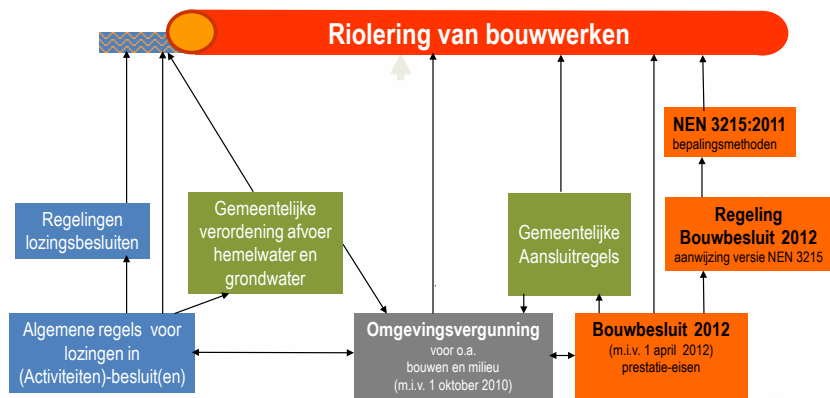 Riolering van bouwwerken
NEN 3215:2011
bepalingsmethoden
Regelingen
lozingsbesluiten
Gemeentelijke
verordening afvoer
hemelwater en
grondwater
Gemeentelijke
Aansluitregels
Regeling
Bouwbesluit 2012
aanwijzing versie NEN 3215
Algemene regels voor
lozingen in
(Activiteiten)-besluit(en)
Omgevingsvergunning
voor o.a.
bouwen en milieu
(m.i.v. 1 oktober 2010)
Bouwbesluit 2012
(m.i.v. 1 april 2012)
prestatie-eisen